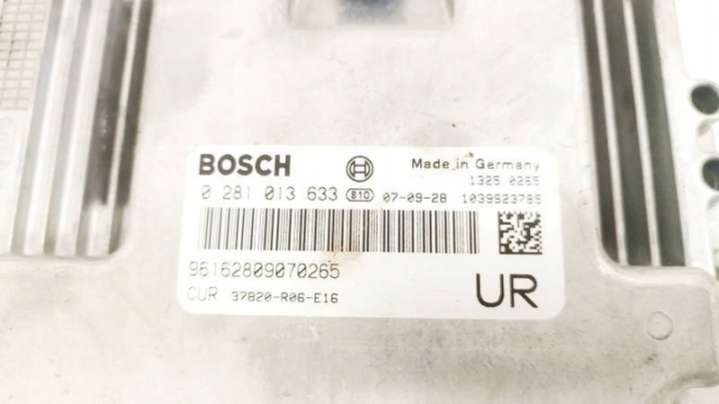 BOSCH Made in Germany
1325 0265
0 281 013 633 S10 07-09-28 1039S23785
96162809070265
CUR 37820-R06-E16 UR